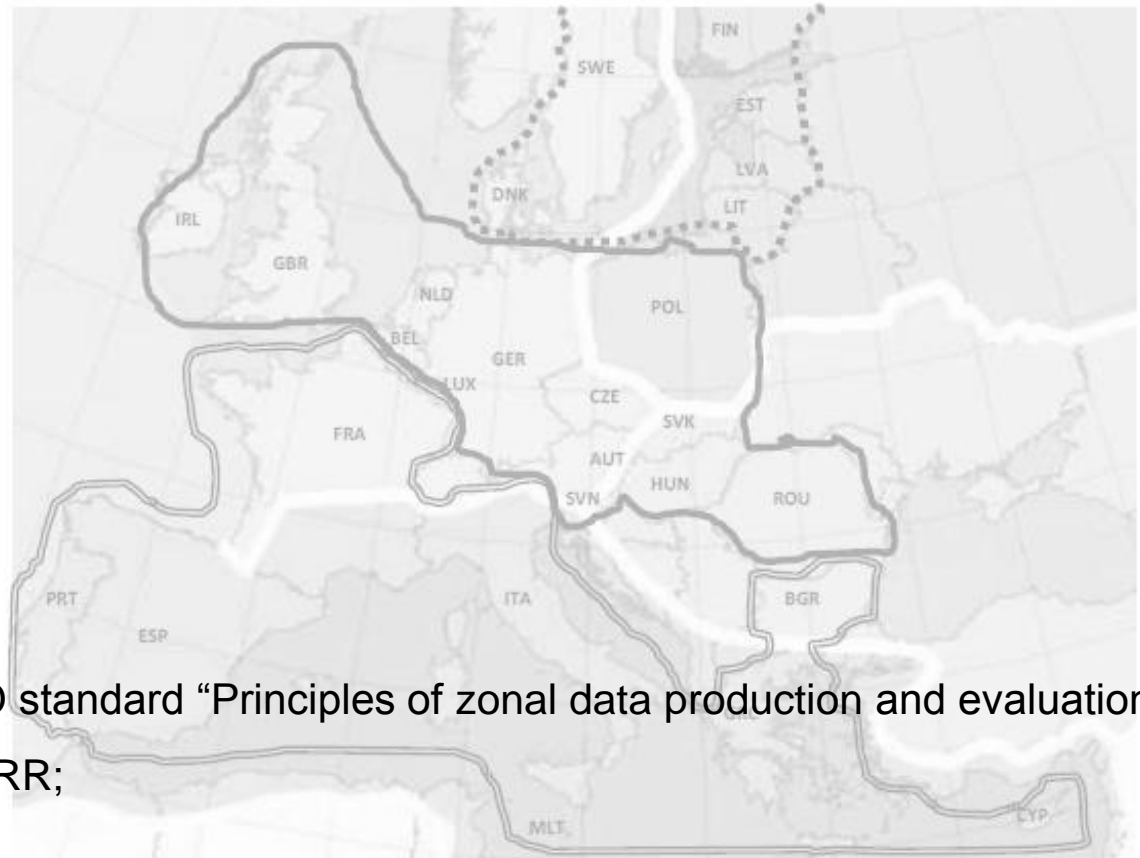 FIN
SWE
EST
LVA
DNK
LIT
IRL
GBR
NLD
POL
BEL
GER
LUX
CZE
SVK
FRA
AUT
HUN
SVN
ROU
PRT
ITA
BGR
ESP
standard “Principles of zonal data production and evaluation
RR;
MLT
CYP